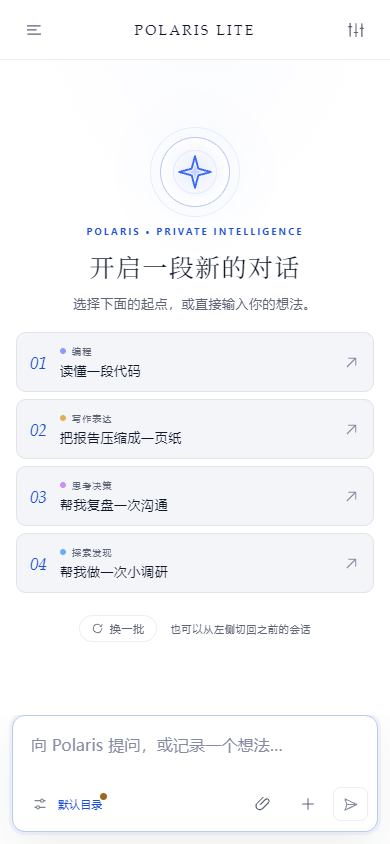 POLARIS LITE
POLARIS • PRIVATE INTELLIGENCE
开启一段新的对话
选择下面的起点，或直接输入你的想法。
01
编程
读懂一段代码
02
写作表达
把报告压缩成一页纸
03
思考决策
帮我复盘一次沟通
04
探索发现
帮我做一次小调研
换一批 也可以从左侧切回之前的会话
向 Polaris 提问，或记录一个想法...
默认目录